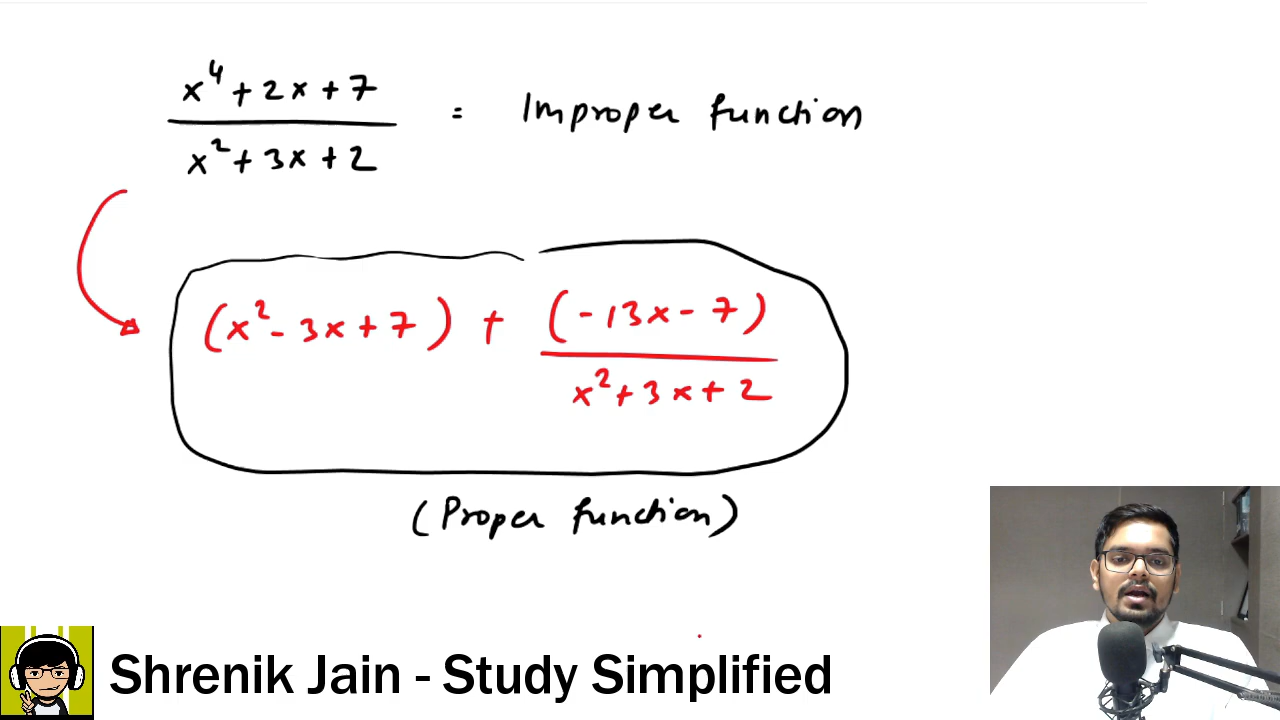 x⁴ + 2x + 7
x² + 3x + 2
= Improper function
(x² - 3x + 7) + (-13x - 7)
x² + 3x + 2
(Proper function)
Shrenik Jain - Study Simplified